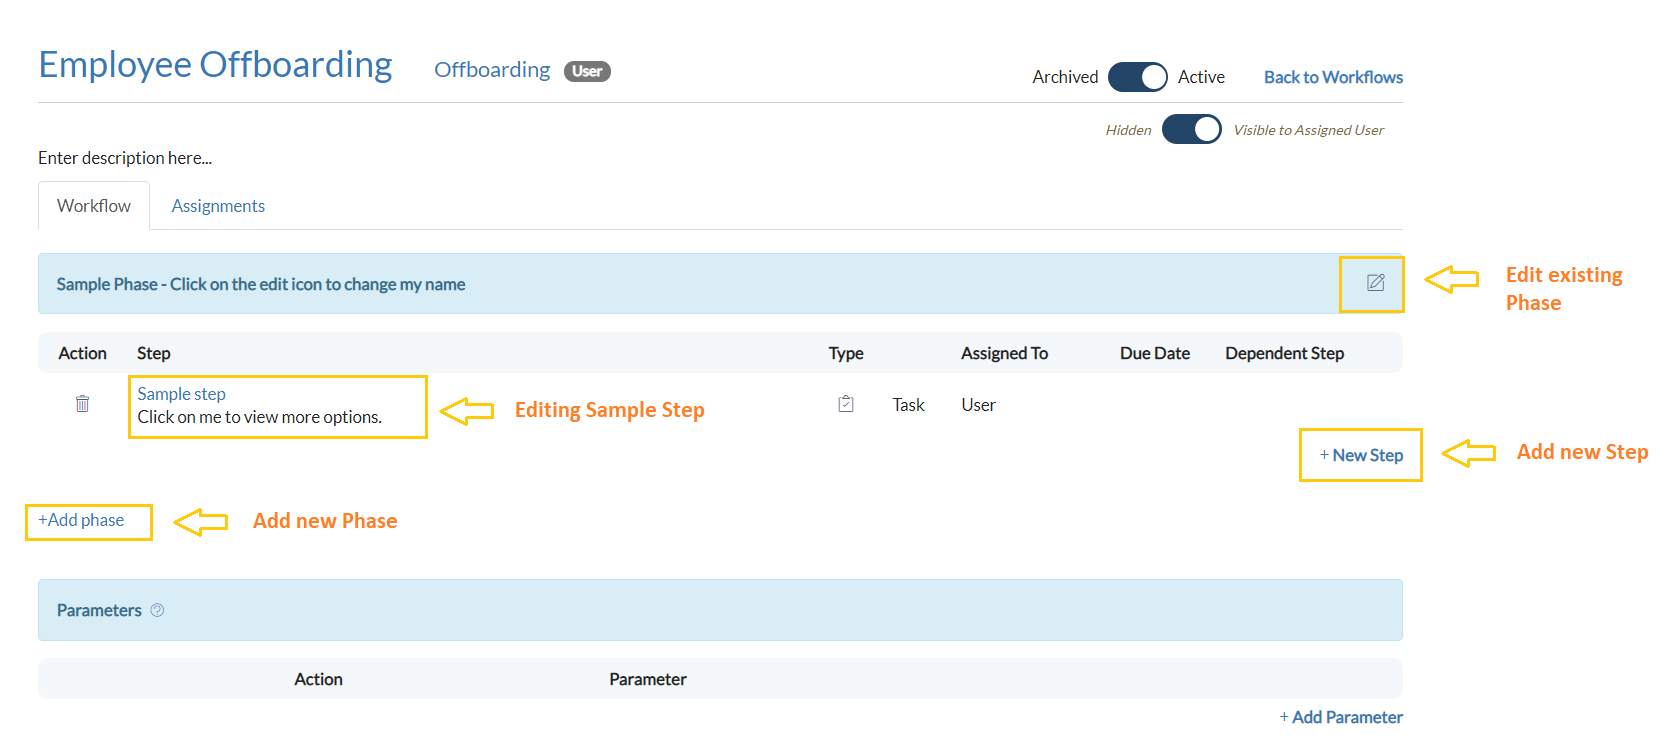 Employee Offboarding Offboarding User
Archived Active Back to Workflows
Hidden Visible to Assigned User
Enter description here...
Workflow Assignments
Sample Phase - Click on the edit icon to change my name
Edit existing
Phase
Action Step Type Assigned To Due Date Dependent Step
Sample step
Click on me to view more options.
Editing Sample Step
Task User
+ New Step
Add new Step
+Add phase
Add new Phase
Parameters ?
Action Parameter
+ Add Parameter